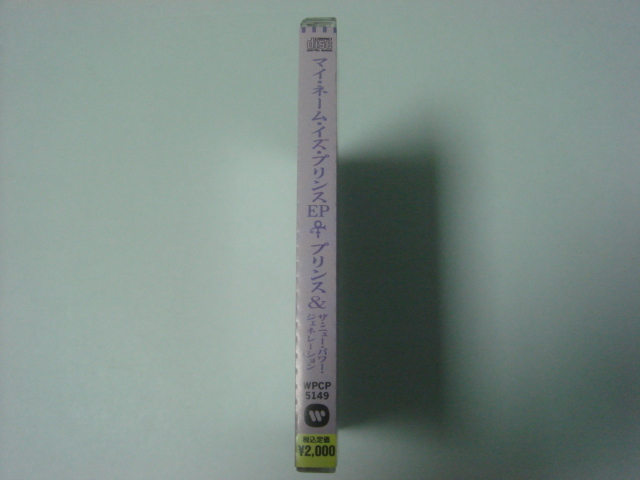 マイ・ネーム・イズ・プリンスEP
プリンス&
ザ・ニュー・パワー・
ジェネレーション
WPCP
5149
税込定価
¥2,000